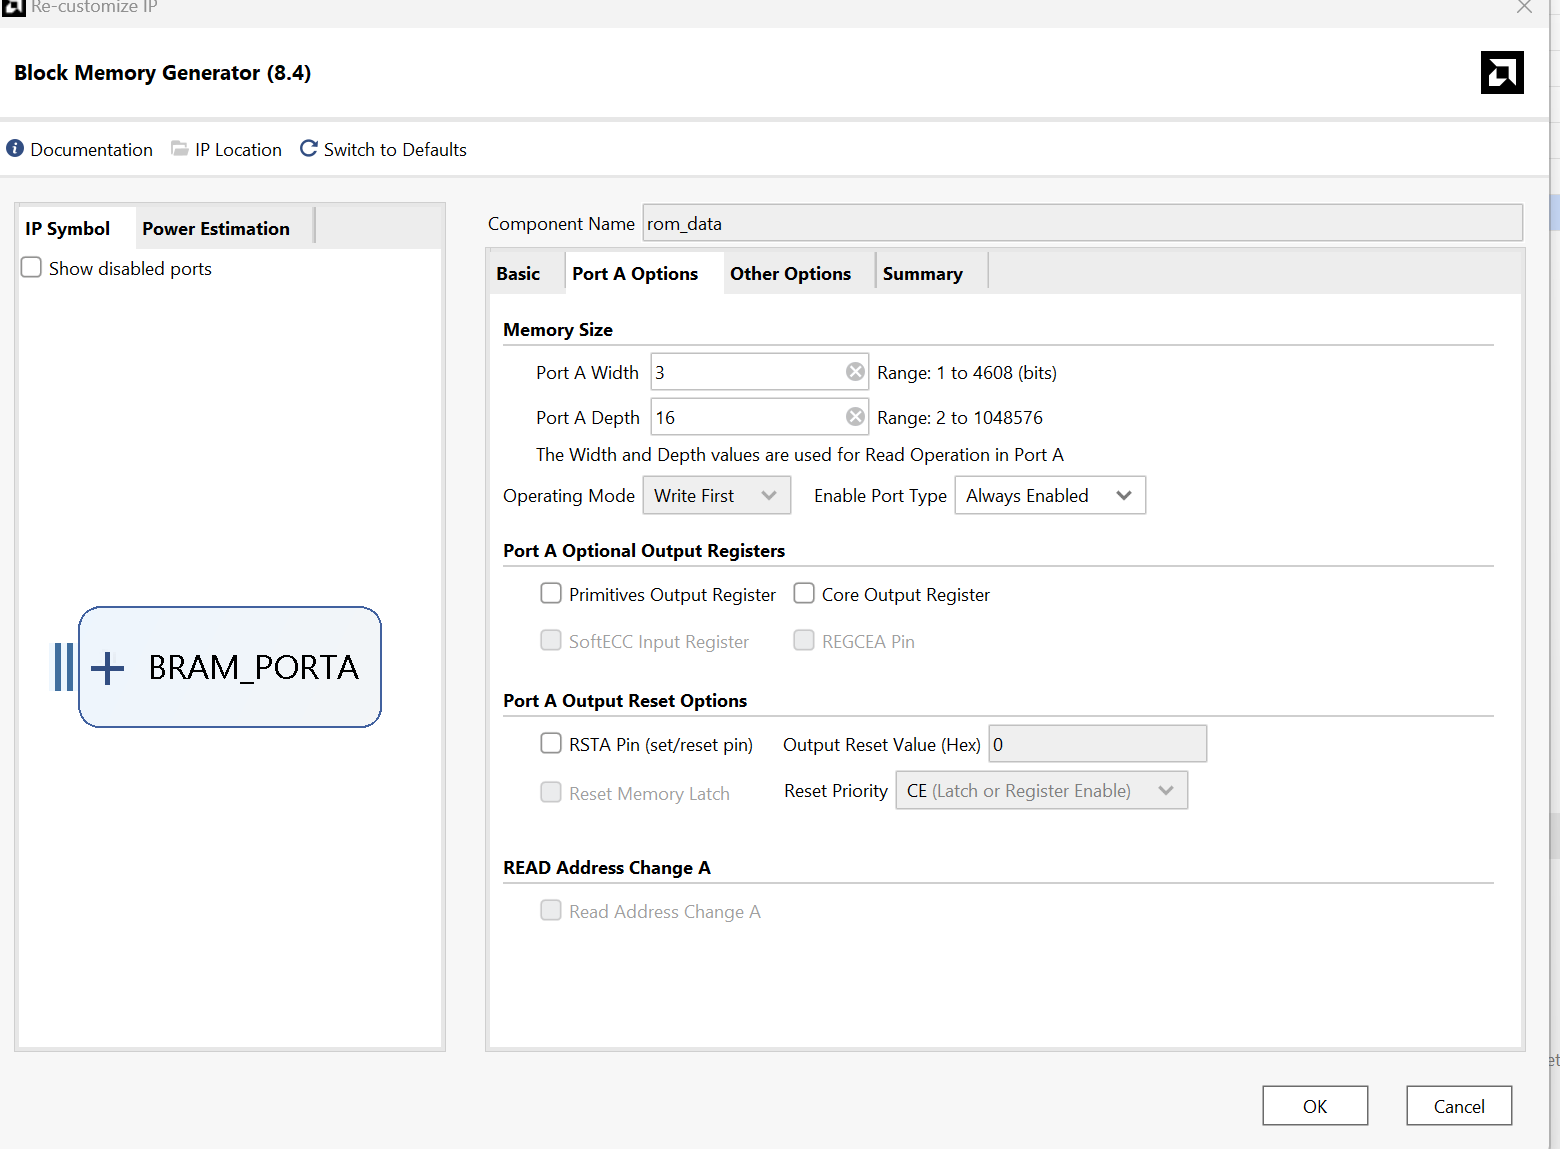 Re-customize IP
Block Memory Generator (8.4)
Documentation IP Location Switch to Defaults
IP Symbol Power Estimation
Show disabled ports
BRAM_PORTA
Component Name rom_data
Basic Port A Options Other Options Summary
Memory Size
Port A Width 3 Range: 1 to 4608 (bits)
Port A Depth 16 Range: 2 to 1048576
The Width and Depth values are used for Read Operation in Port A
Operating Mode Write First Enable Port Type Always Enabled
Port A Optional Output Registers
Primitives Output Register Core Output Register
SoftECC Input Register REGCEA Pin
Port A Output Reset Options
RSTA Pin (set/reset pin) Output Reset Value (Hex) 0
Reset Memory Latch Reset Priority CE (Latch or Register Enable)
READ Address Change A
Read Address Change A
OK Cancel